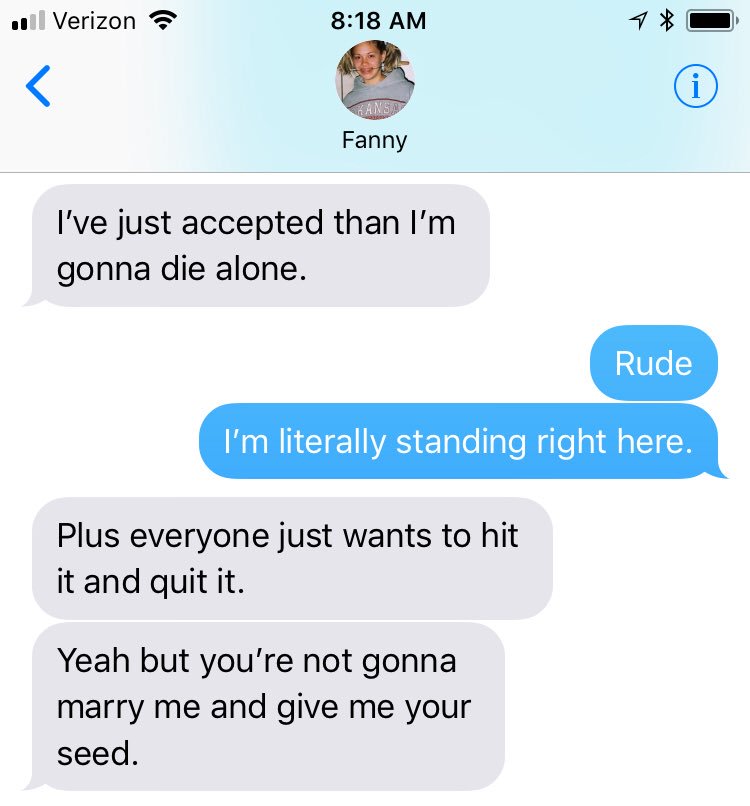 Verizon 8:18 AM
Fanny
I’ve just accepted than I’m
gonna die alone.
Rude
I’m literally standing right here.
Plus everyone just wants to hit
it and quit it.
Yeah but you’re not gonna
marry me and give me your
seed.